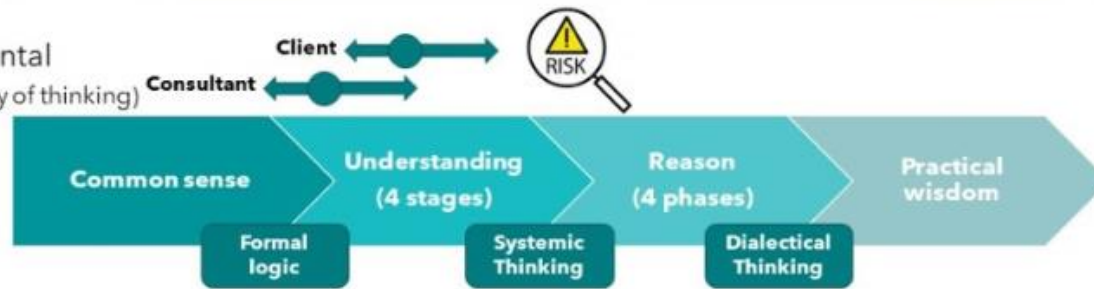 ntal
y of thinking)
Client
Consultant
RISK
Common sense
Understanding
(4 stages)
Reason
(4 phases)
Practical
wisdom
Formal
logic
Systemic
Thinking
Dialectical
Thinking